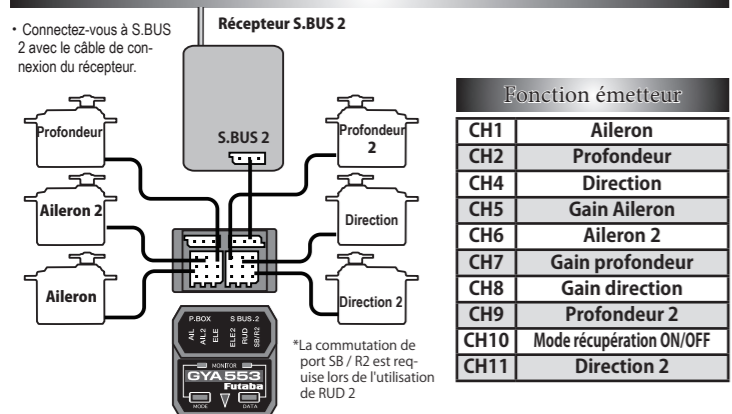 • Connectez-vous à S.BUS
2 avec le câble de con-
nexion du récepteur.
Récepteur S.BUS 2
S.BUS 2
Profondeur
Aileron 2
Aileron
Profondeur
2
Direction
Direction 2
P.BOX
S BUS.2
AIL
AIL2
ELE
ELE2
RUD
SB/R2
MONITOR
GYA553
Futaba
MODE
DATA
*La commutation de
port SB / R2 est req-
uise lors de l'utilisation
de RUD 2
Fonction émetteur
CH1 Aileron
CH2 Profondeur
CH4 Direction
CH5 Gain Aileron
CH6 Aileron 2
CH7 Gain profondeur
CH8 Gain direction
CH9 Profondeur 2
CH10 Mode récupération ON/OFF
CH11 Direction 2